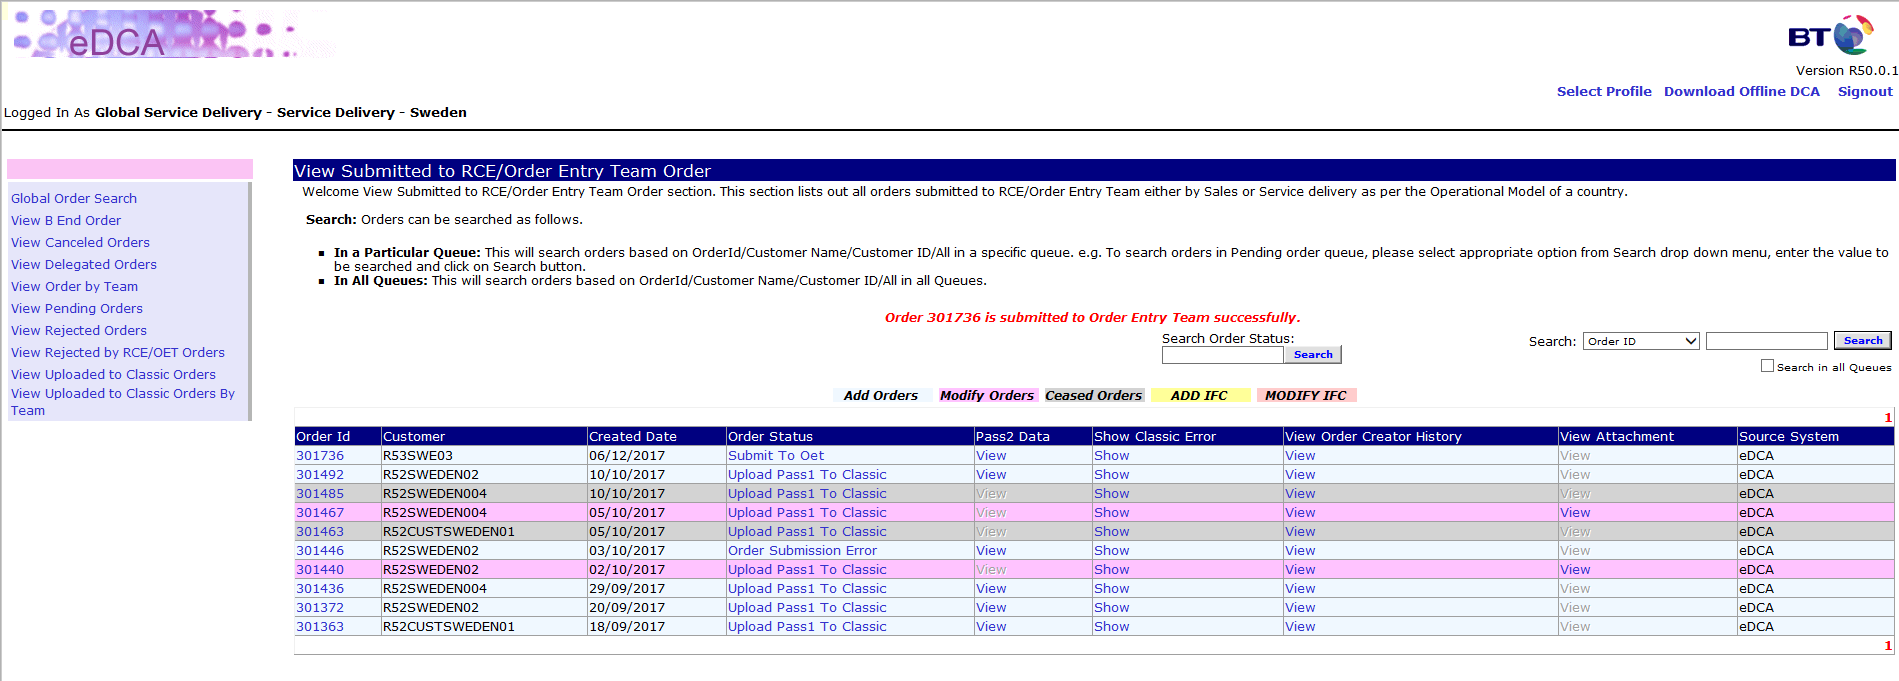 eDCA
BT
Version R50.0.1
Select Profile Download Offline DCA Signout
Logged In As Global Service Delivery - Service Delivery - Sweden
Global Order Search
View B End Order
View Canceled Orders
View Delegated Orders
View Order by Team
View Pending Orders
View Rejected Orders
View Rejected by RCE/OET Orders
View Uploaded to Classic Orders
View Uploaded to Classic Orders By
Team
View Submitted to RCE/Order Entry Team Order
Welcome View Submitted to RCE/Order Entry Team Order section. This section lists out all orders submitted to RCE/Order Entry Team either by Sales or Service delivery as per the Operational Model of a country.
Search: Orders can be searched as follows.
▪ In a Particular Queue: This will search orders based on OrderId/Customer Name/Customer ID/All in a specific queue. e.g. To search orders in Pending order queue, please select appropriate option from Search drop down menu, enter the value to
be searched and click on Search button.
▪ In All Queues: This will search orders based on OrderId/Customer Name/Customer ID/All in all Queues.
Order 301736 is submitted to Order Entry Team successfully.
Search Order Status:
Search
Search: Order ID Search
Search in all Queues
Add Orders Modify Orders Ceased Orders ADD IFC MODIFY IFC
1
Order Id Customer Created Date Order Status Pass2 Data Show Classic Error View Order Creator History View Attachment Source System
301736 R53SWE03 06/12/2017 Submit To Oet View Show View View eDCA
301492 R52SWEDEN02 10/10/2017 Upload Pass1 To Classic View Show View View eDCA
301485 R52SWEDEN004 10/10/2017 Upload Pass1 To Classic View Show View View eDCA
301467 R52SWEDEN004 05/10/2017 Upload Pass1 To Classic View Show View View eDCA
301463 R52CUSTSWEDEN01 05/10/2017 Upload Pass1 To Classic View Show View View eDCA
301446 R52SWEDEN02 03/10/2017 Order Submission Error View Show View View eDCA
301440 R52SWEDEN02 02/10/2017 Upload Pass1 To Classic View Show View View eDCA
301436 R52SWEDEN004 29/09/2017 Upload Pass1 To Classic View Show View View eDCA
301372 R52SWEDEN02 20/09/2017 Upload Pass1 To Classic View Show View View eDCA
301363 R52CUSTSWEDEN01 18/09/2017 Upload Pass1 To Classic View Show View View eDCA
1